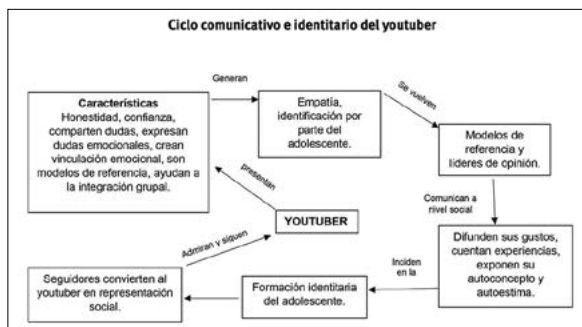 Ciclo comunicativo e identitario del youtuber
Generan
Características
Honestidad, confianza,
comparten dudas, expresan
dudas emocionales, crean
vinculación emocional, son
modelos de referencia, ayudan
a la integración grupal.
Empatía,
identificación por
parte del
adolescente.
Se vuelven
Modelos de
referencia y
líderes de opinión.
presentan
Comunican a
nivel social
YOUTUBER
Admiran y siguen
Difunden sus gustos,
cuentan experiencias,
exponen su
autoconcepto y
autoestima.
Inciden
en la
Formación identitaria
del adolescente.
Seguidores convierten al
youtuber en representación
social.